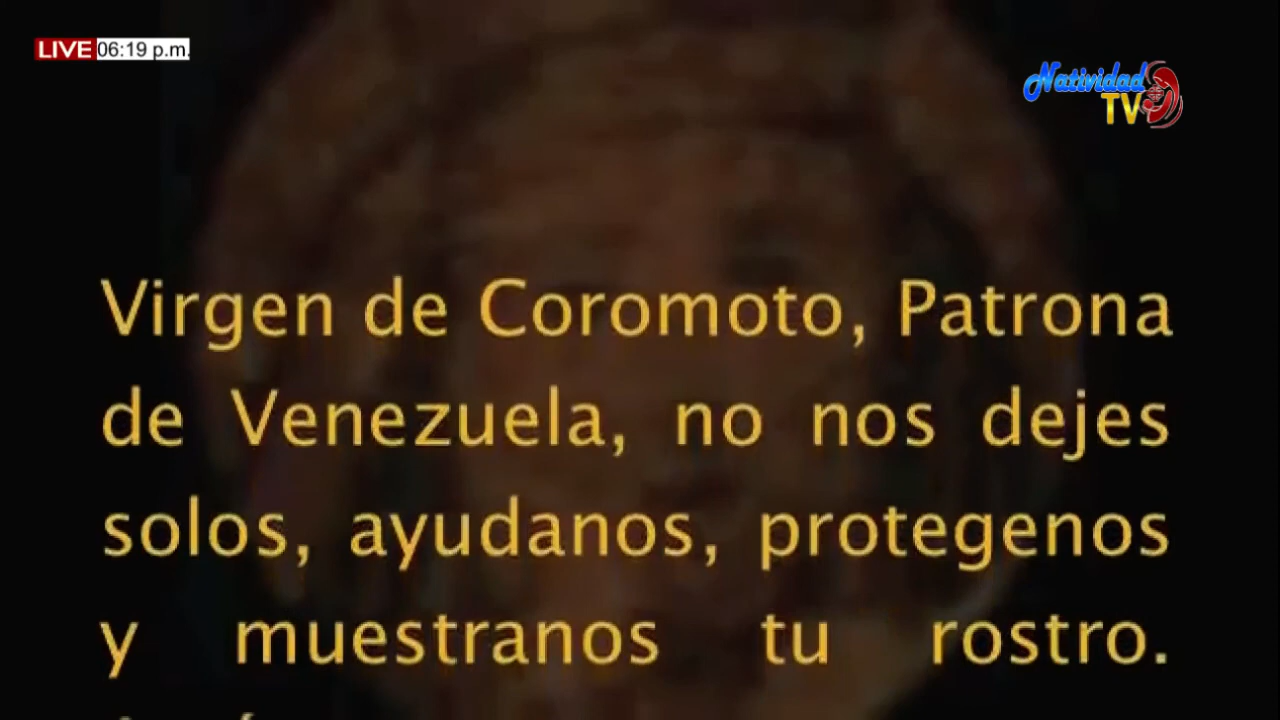 LIVE 06:19 p.m.
Natividad
TV
Virgen de Coromoto, Patrona
de Venezuela, no nos dejes
solos, ayudanos, protegenos
y muestranos tu rostro.